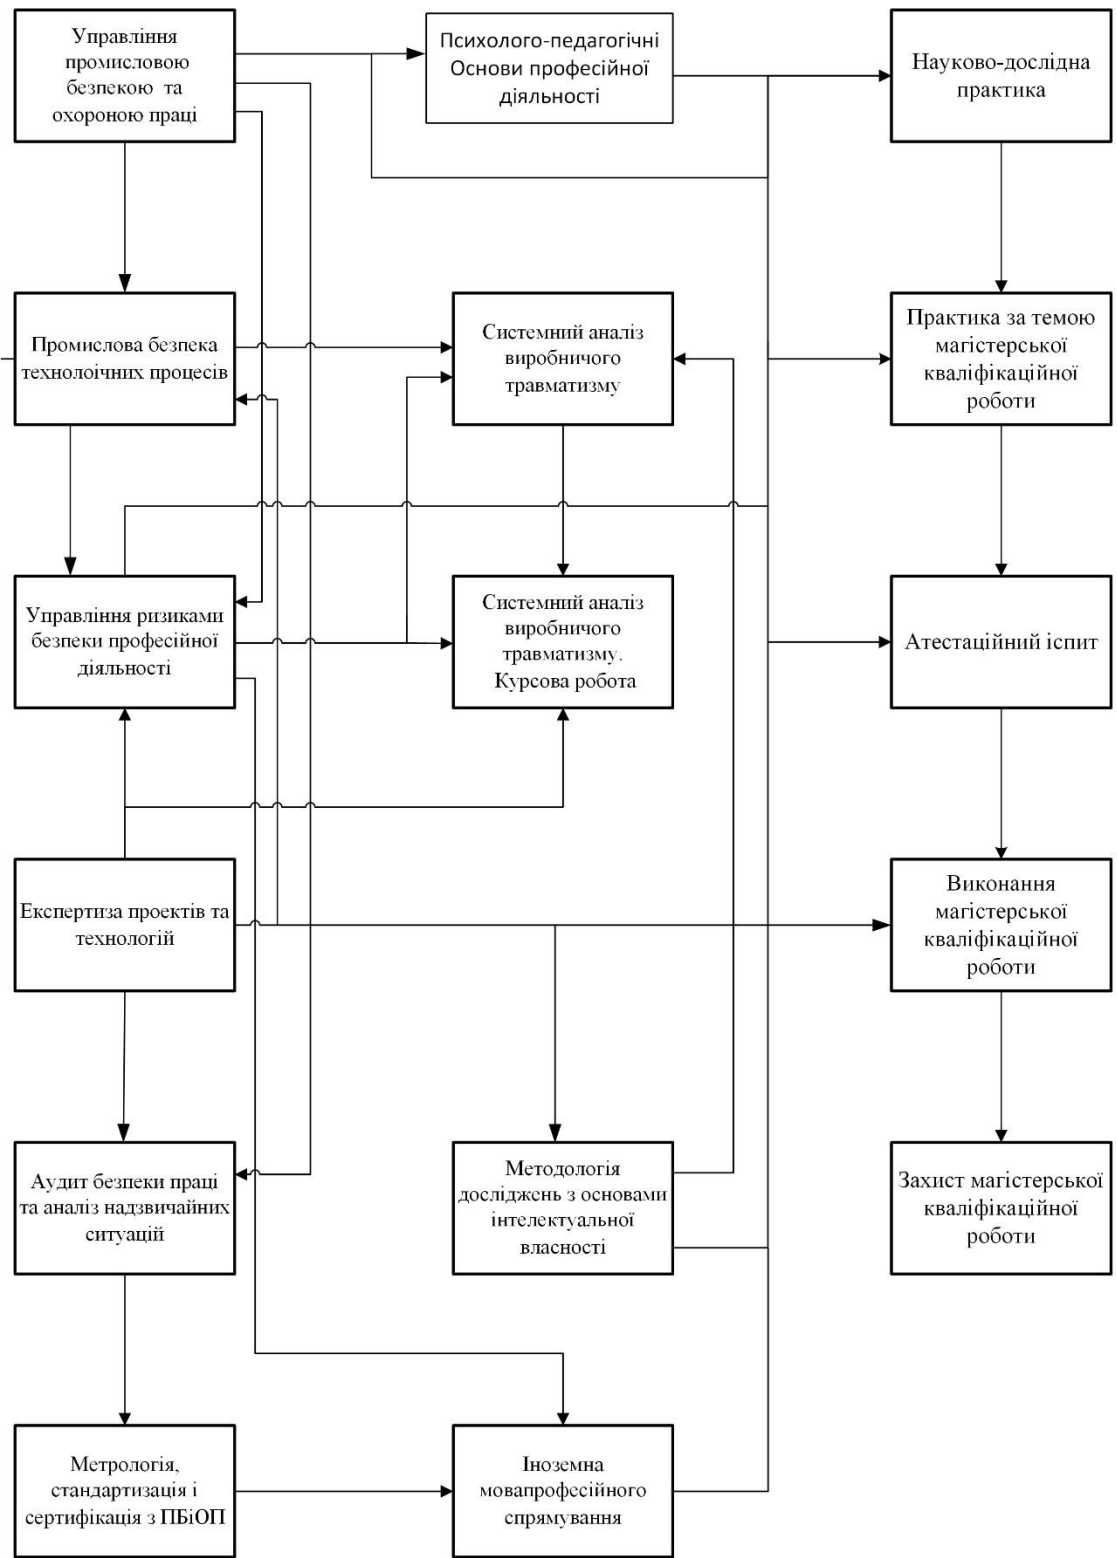 Управління
промисловою
безпекою та
охороною праці
Психолого-педагогічні
Основи професійної
діяльності
Науково-дослідна
практика
Промислова безпека
технолоічних процесів
Системний аналіз
виробничого
травматизму
Практика за темою
магістерської
кваліфікаційної
роботи
Управління ризиками
безпеки професійної
діяльності
Системний аналіз
виробничого
травматизму.
Курсова робота
Атестаційний іспит
Експертиза проектів та
технологій
Виконання
магістерської
кваліфікаційної
роботи
Аудит безпеки праці
та аналіз надзвичайних
ситуацій
Методологія
досліджень з основами
інтелектуальної
власності
Захист магістерської
кваліфікаційної
роботи
Метрологія,
стандартизація і
сертифікація з ПБіОП
Іноземна
мовапрофесійного
спрямування